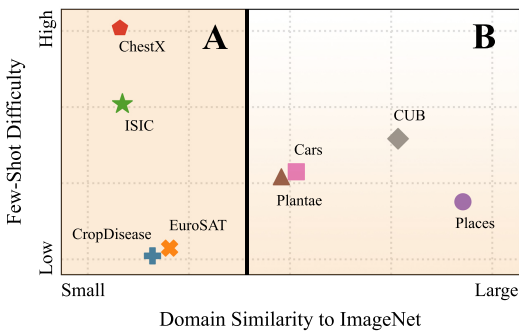 High
Few-Shot Difficulty
Low
A
B
ChestX
ISIC
CUB
Cars
Plantae
Places
CropDisease
EuroSAT
Small
Large
Domain Similarity to ImageNet